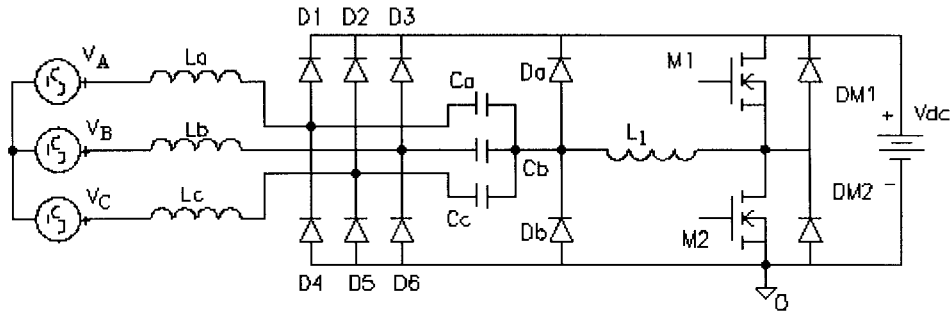 D1 D2 D3
VA La
Ca
Da
M1
DM1
Vdc
+
VB Lb
L1
Cb
VC Lc
Cc
Db
M2
DM2
−
D4 D5 D6
0